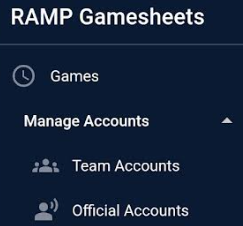 RAMP Gamesheets
Games
Manage Accounts
Team Accounts
Official Accounts